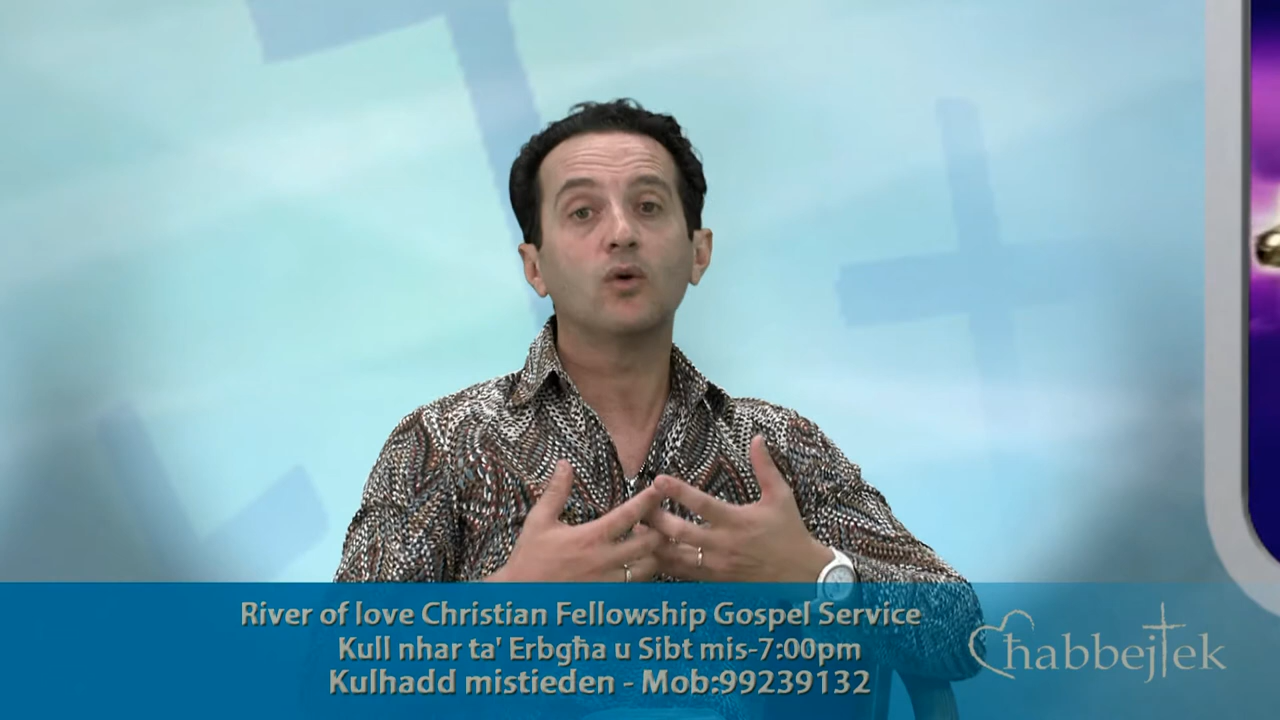 River of love Christian Fellowship Gospel Service
Kull nhar ta' Erbgħa u Sibt mis-7:00pm
Kulhadd mistieden - Mob:99239132
Ħabbejtek